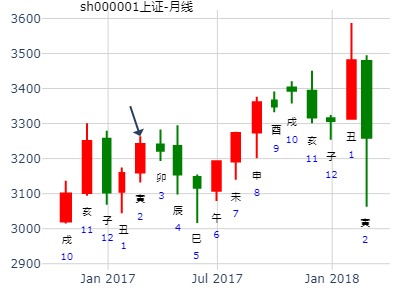 sh000001上证-月线
3600
3500
3400
3300
3200
3100
3000
2900
戌
10
亥
11
子
12
丑
1
寅
2
卯
3
辰
4
巳
5
午
6
未
7
申
8
酉
9
戌
10
亥
11
子
12
丑
1
寅
2
Jan 2017
Jul 2017
Jan 2018